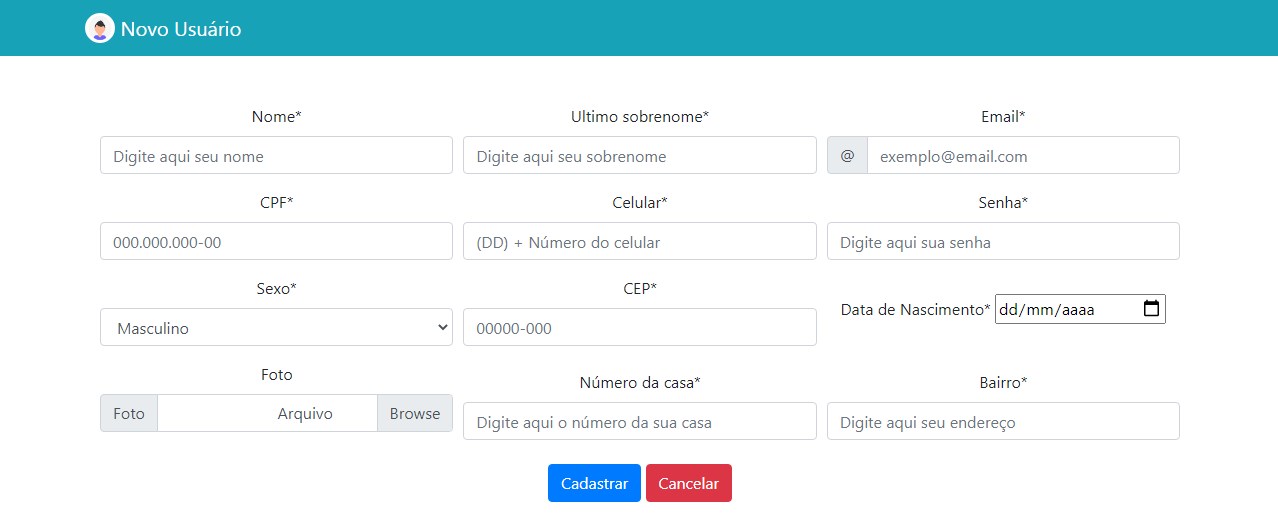 Novo Usuário
Nome*
Ultimo sobrenome*
Email*
Digite aqui seu nome
Digite aqui seu sobrenome
@
exemplo@email.com
CPF*
Celular*
Senha*
000.000.000-00
(DD) + Número do celular
Digite aqui sua senha
Sexo*
CEP*
Data de Nascimento* dd/mm/aaaa
Masculino
00000-000
Foto
Número da casa*
Bairro*
Foto
Arquivo
Browse
Digite aqui o número da sua casa
Digite aqui seu endereço
Cadastrar
Cancelar